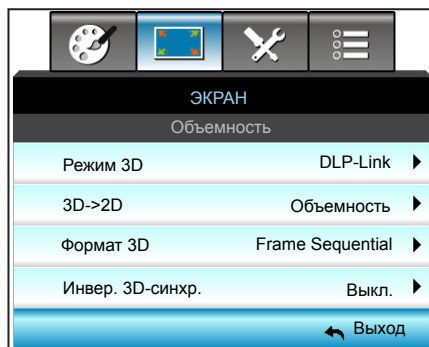 ЭКРАН
Объемность
Режим 3D DLP-Link
3D->2D Объемность
Формат 3D Frame Sequential
Инвер. 3D-синхр. Выкл.
Выход